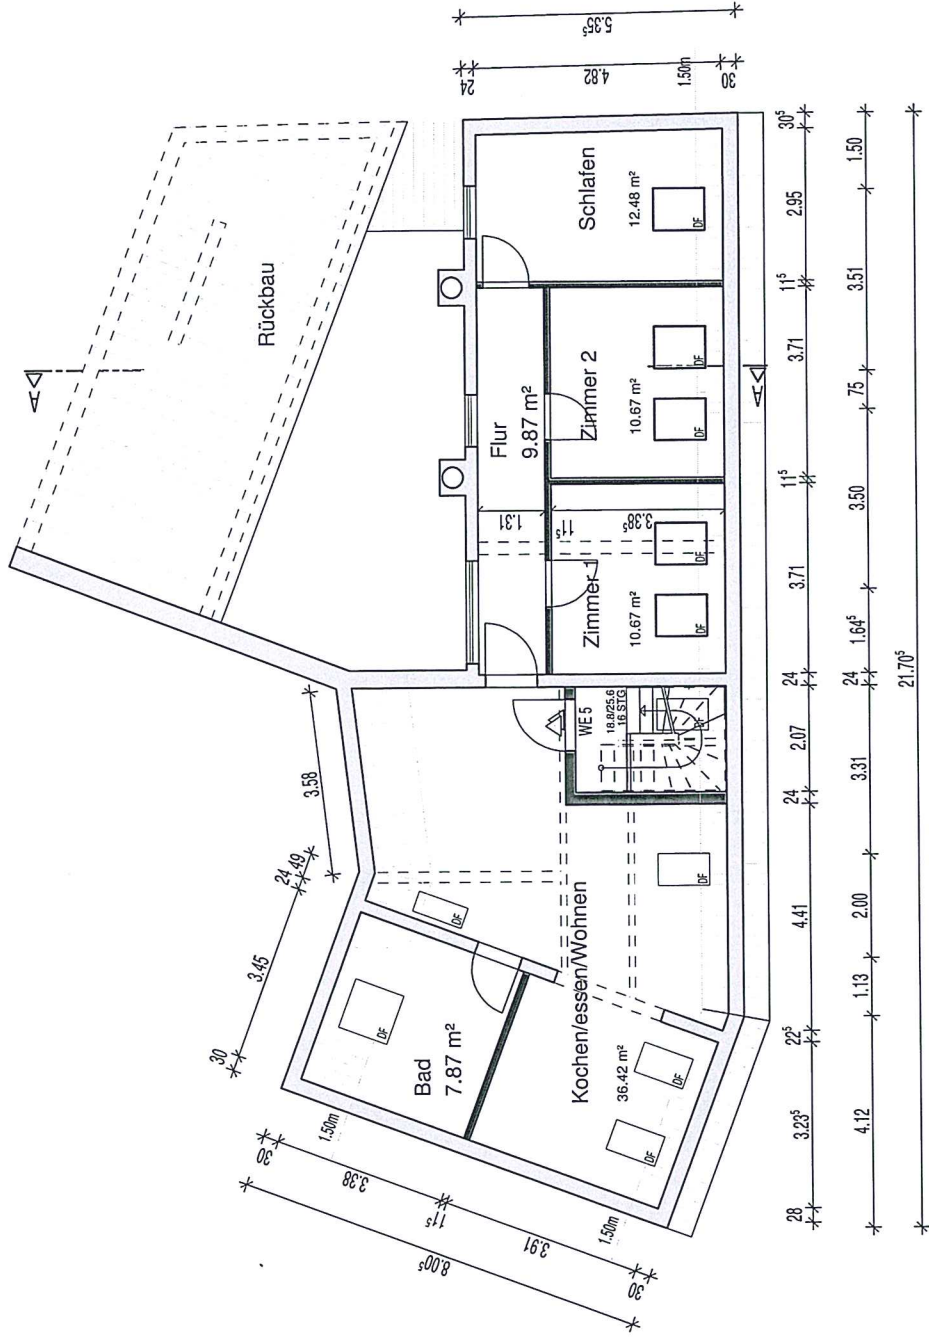 Rückbau
A
A
Schlafen
12.48 m²
DF
Zimmer 2
10.67 m²
DF
DF
Flur
9.87 m²
Zimmer 1
10.67 m²
DF
DF
1.31
11⁵
3.38⁵
WE 5
18.8/25.6
16 STG
DF
Kochen/essen/Wohnen
36.42 m²
DF
DF
DF
DF
Bad
7.87 m²
DF
24
4.82
1.50m
30
5.35⁵
3.58
49
24
3.45
30
30
3.38
11⁵
3.91
30
8.00⁵
1.50m
1.50m
28
3.23⁵
22⁵
4.41
24
2.07
24
3.71
11⁵
3.71
11⁵
2.95
30⁵
4.12
1.13
2.00
3.31
24
1.64⁵
3.50
75
3.51
1.50
21.70⁵